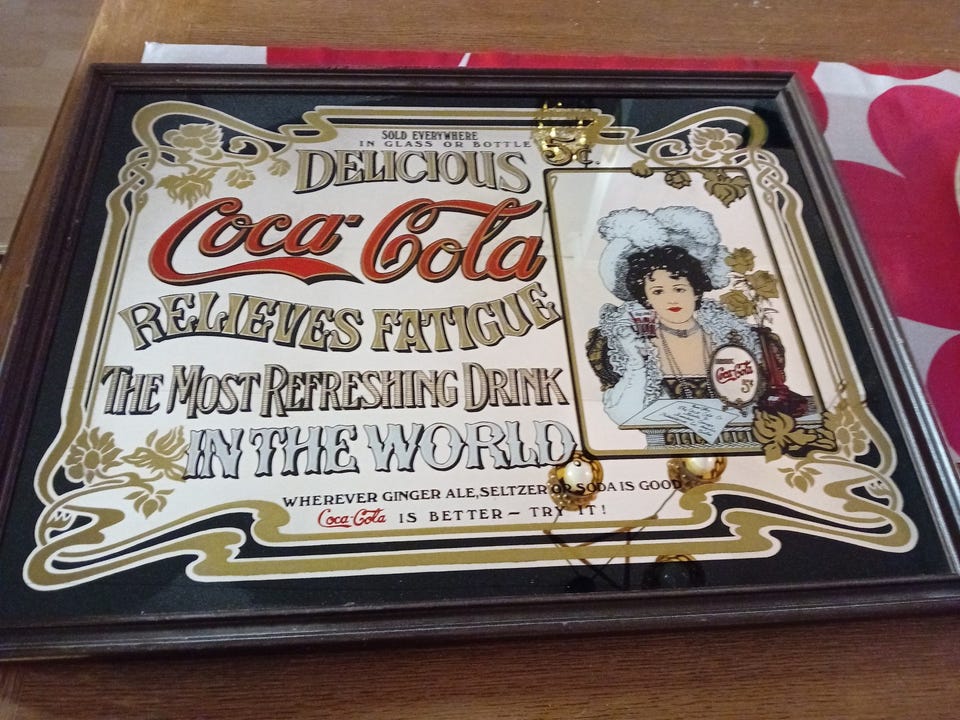 SOLD EVERYWHERE
IN GLASS OR BOTTLE
5¢.
DELICIOUS
Coca-Cola
RELIEVES FATIGUE
THE MOST REFRESHING DRINK
IN THE WORLD
WHEREVER GINGER ALE, SELTZER OR SODA IS GOOD
Coca-Cola IS BETTER - TRY IT!
Coca-Cola
5¢